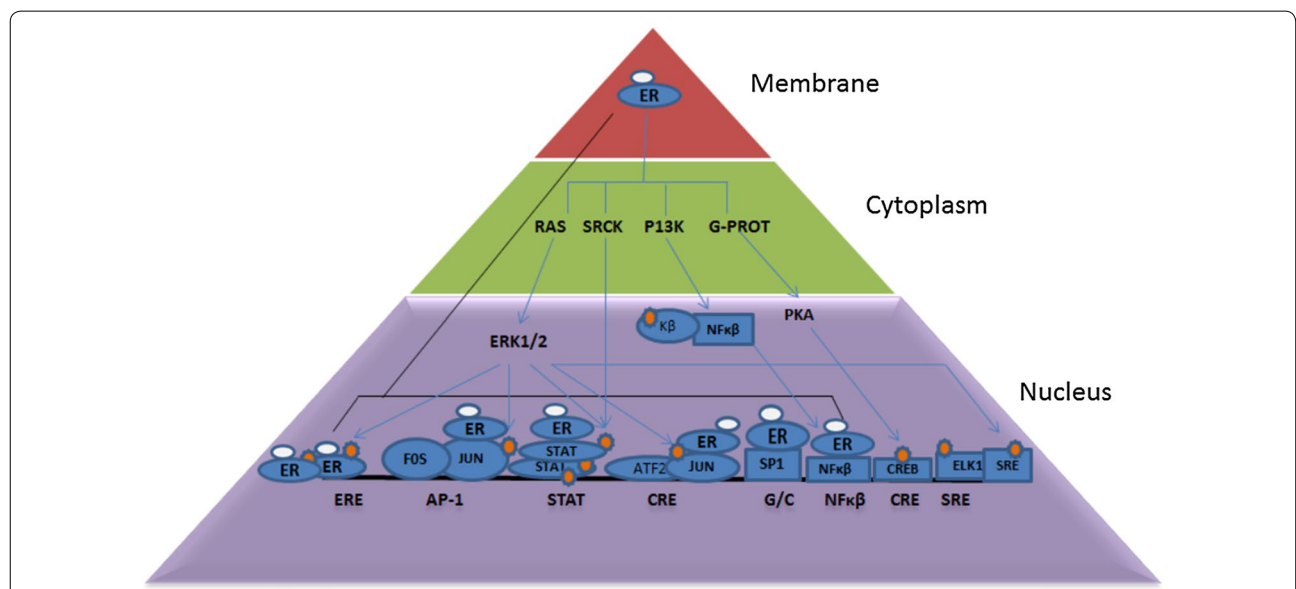 Membrane
ER
Cytoplasm
RAS SRCK P13K G-PROT
PKA
Kβ NFκβ
ERK1/2
Nucleus
ER ER ER ER ER
ER ER ER
F0S JUN STAT STAT ATF2 JUN SP1 NFκβ CREB ELK1 SRE
ERE AP-1 STAT CRE G/C NFκβ CRE SRE